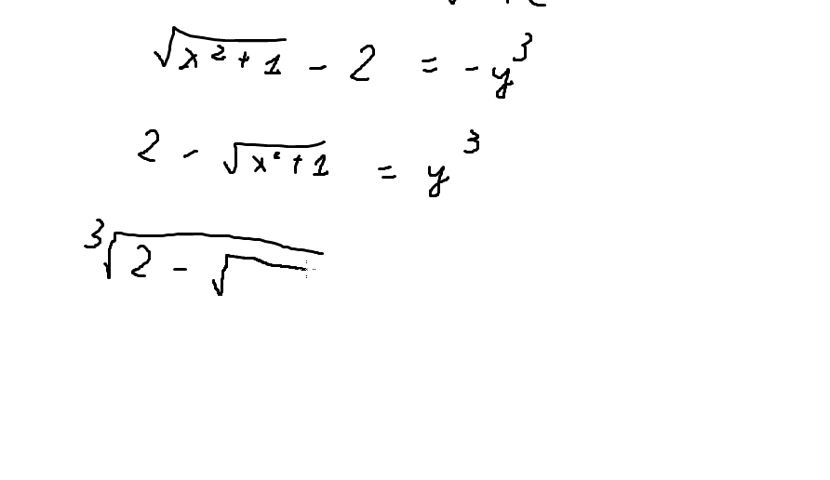 √(x² + 1) - 2 = - y³
2 - √(x² + 1) = y³
∛(2 - √